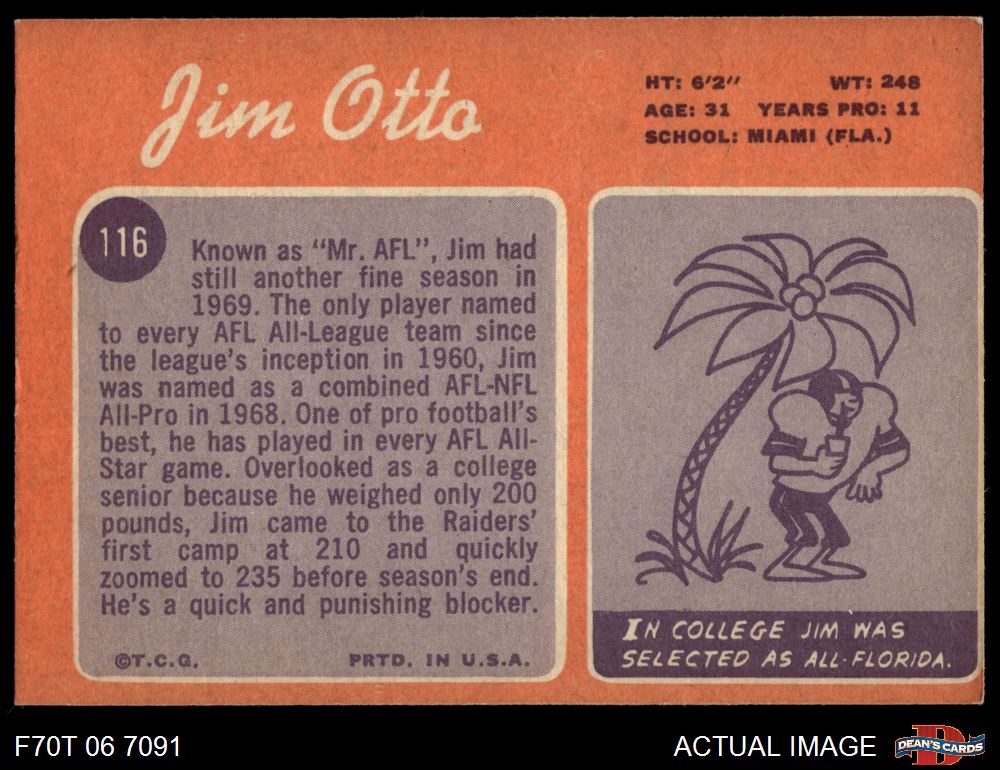 Jim Otto
HT: 6'2" WT: 248
AGE: 31 YEARS PRO: 11
SCHOOL: MIAMI (FLA.)
116
Known as "Mr. AFL", Jim had
still another fine season in
1969. The only player named
to every AFL All-League team since
the league's inception in 1960, Jim
was named as a combined AFL-NFL
All-Pro in 1968. One of pro football's
best, he has played in every AFL All-
Star game. Overlooked as a college
senior because he weighed only 200
pounds, Jim came to the Raiders'
first camp at 210 and quickly
zoomed to 235 before season's end.
He's a quick and punishing blocker.
©T.C.G. PRTD. IN U.S.A.
IN COLLEGE JIM WAS
SELECTED AS ALL-FLORIDA.
F70T 06 7091
ACTUAL IMAGE
D
DEAN'S CARDS